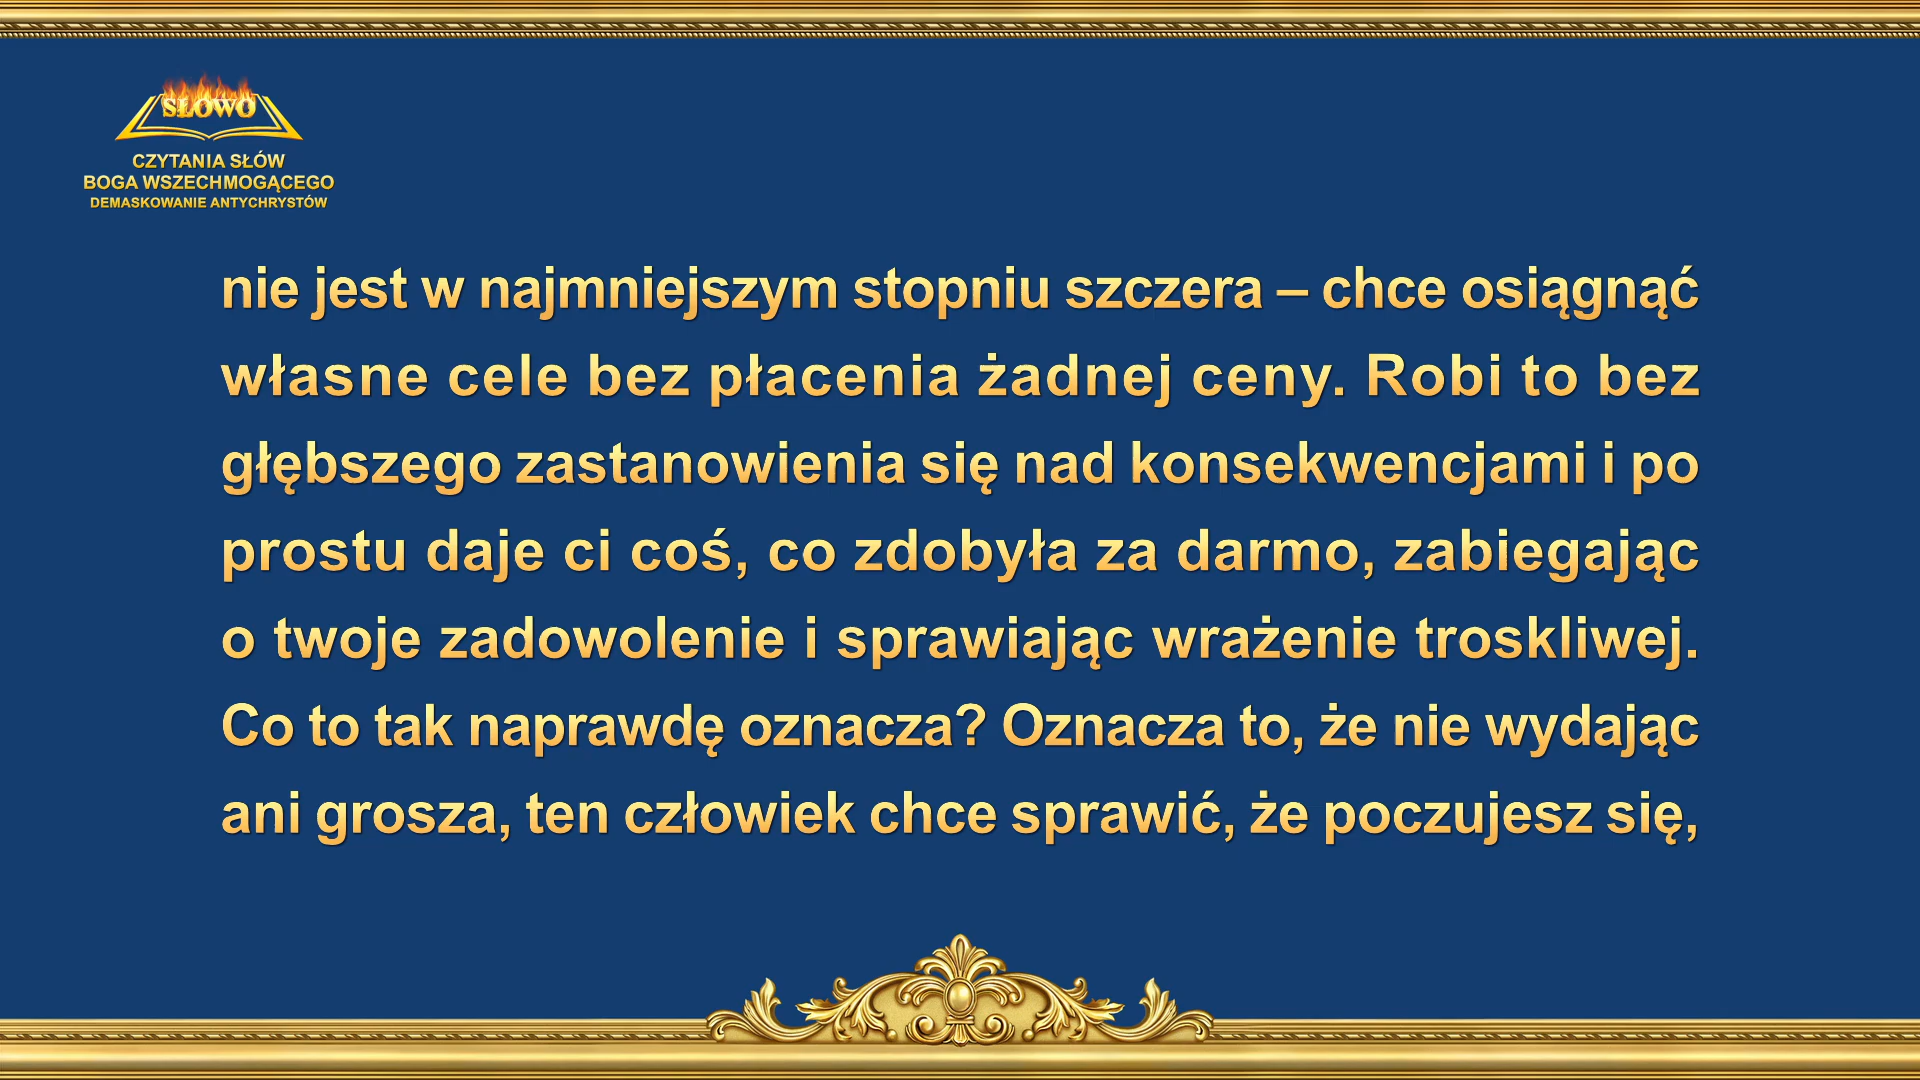 SŁOWO
CZYTANIA SŁÓW
BOGA WSZECHMOGĄCEGO
DEMASKOWANIE ANTYCHRYSTÓW
nie jest w najmniejszym stopniu szczera – chce osiągnąć
własne cele bez płacenia żadnej ceny. Robi to bez
głębszego zastanowienia się nad konsekwencjami i po
prostu daje ci coś, co zdobyła za darmo, zabiegając
o twoje zadowolenie i sprawiając wrażenie troskliwej.
Co to tak naprawdę oznacza? Oznacza to, że nie wydając
ani grosza, ten człowiek chce sprawić, że poczujesz się,